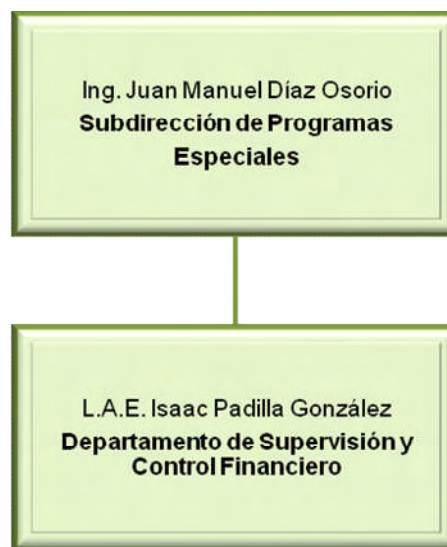 Ing. Juan Manuel Díaz Osorio
Subdirección de Programas
Especiales
L.A.E. Isaac Padilla González
Departamento de Supervisión y
Control Financiero